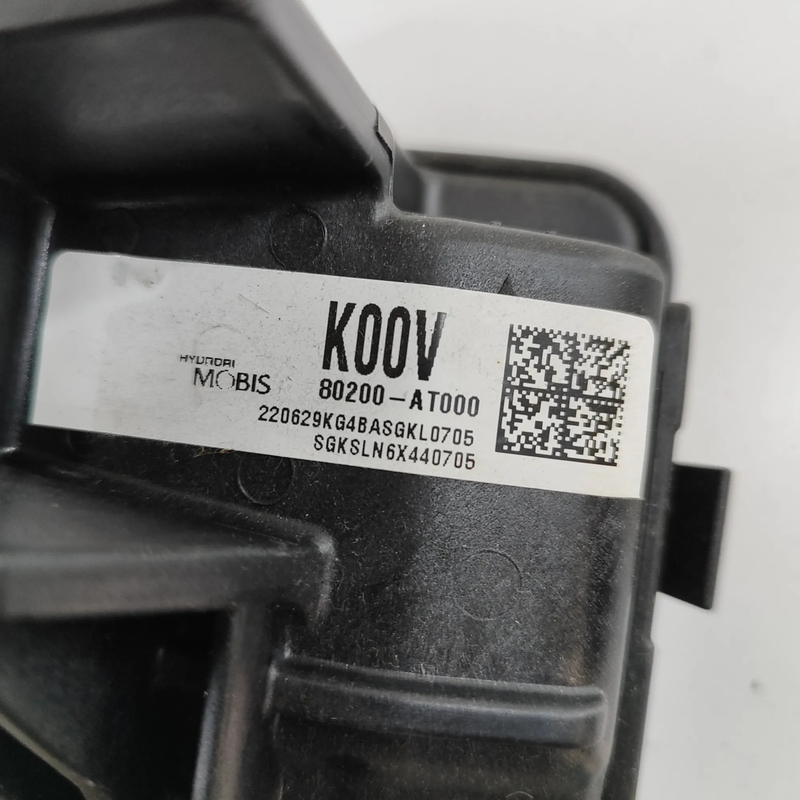 K00V
HYUNDAI
MOBIS
80200-AT000
220629KG4BASGKL0705
SGKSLN6X440705